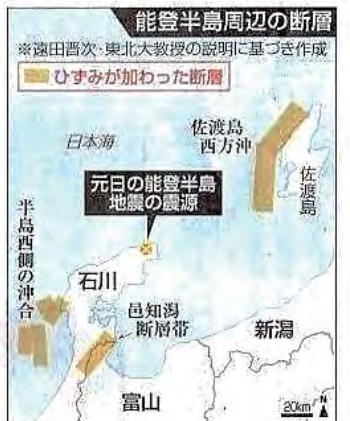 能登半島周辺の断層
※遠田晋次・東北大教授の説明に基づき作成
ひずみが加わった断層
日本海
佐渡島
西方沖
佐渡島
元日の能登半島
地震の震源
半島西側の沖合
石川
邑知潟
断層帯
新潟
富山
20km
N